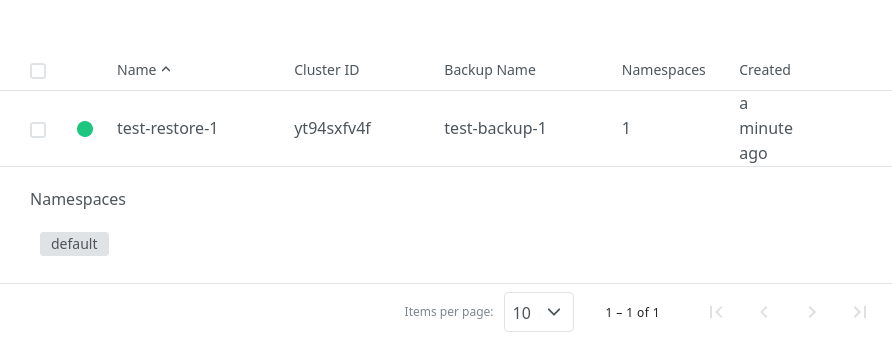 Name Cluster ID Backup Name Namespaces Created
test-restore-1 yt94sxfv4f test-backup-1 1 a minute ago
Namespaces
default
Items per page: 10 1 – 1 of 1